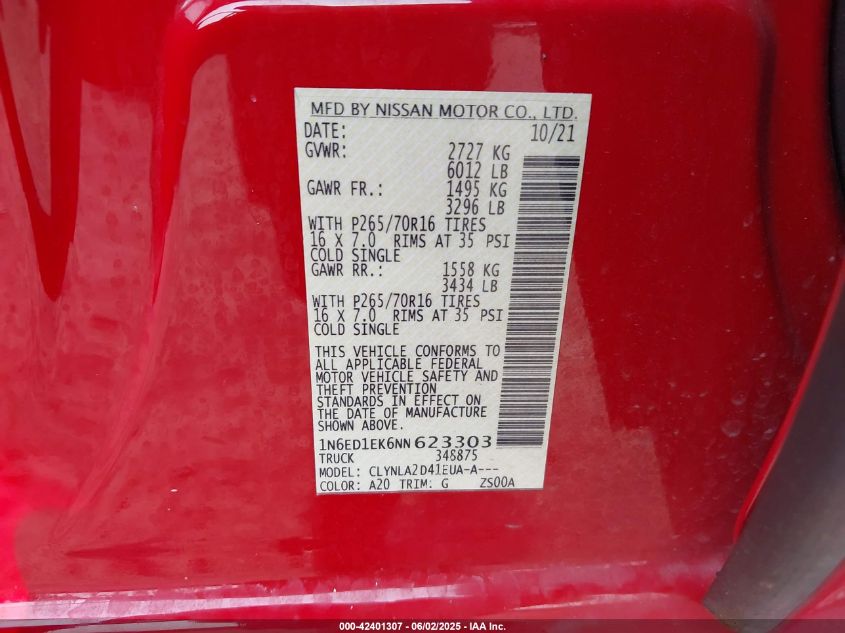 MFD BY NISSAN MOTOR CO., LTD.
DATE: 10/21
GVWR: 2727 KG
6012 LB
GAWR FR.: 1495 KG
3296 LB
WITH P265/70R16 TIRES
16 X 7.0 RIMS AT 35 PSI
COLD SINGLE
GAWR RR.: 1558 KG
3434 LB
WITH P265/70R16 TIRES
16 X 7.0 RIMS AT 35 PSI
COLD SINGLE
THIS VEHICLE CONFORMS TO
ALL APPLICABLE FEDERAL
MOTOR VEHICLE SAFETY AND
THEFT PREVENTION
STANDARDS IN EFFECT ON
THE DATE OF MANUFACTURE
SHOWN ABOVE.
1N6ED1EK6NN623303
TRUCK 348875
MODEL: CLYNLA2D41EUA-A---
COLOR: A20 TRIM: G ZS00A
000-42401307 - 06/02/2025 - IAA Inc.